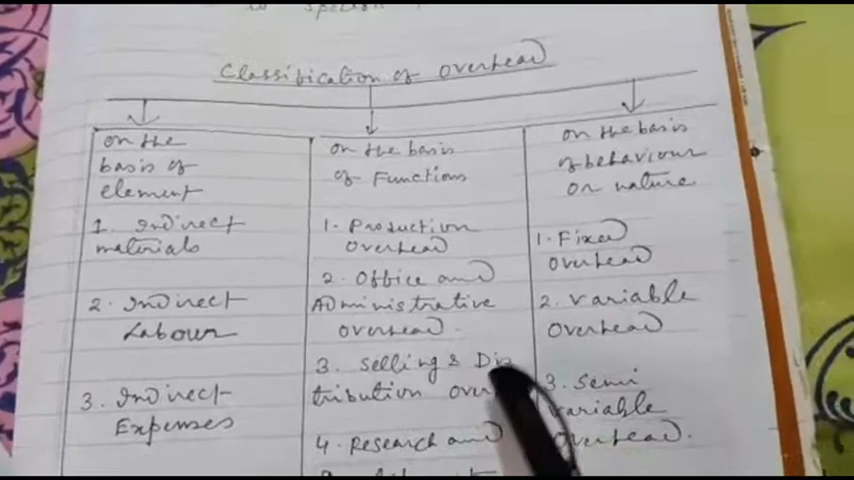 Classification of overhead
on the
basis of
element
1. Indirect
materials
2. Indirect
Labour
3. Indirect
Expenses
on the basis
of Functions
1. Production
overhead
2. Office and
Administrative
overhead
3. Selling & Dis
tribution
4. Research and
on the basis
of behaviour
or nature
1. Fixed
overhead
2. variable
overhead
3. Semi
variable
overhead.